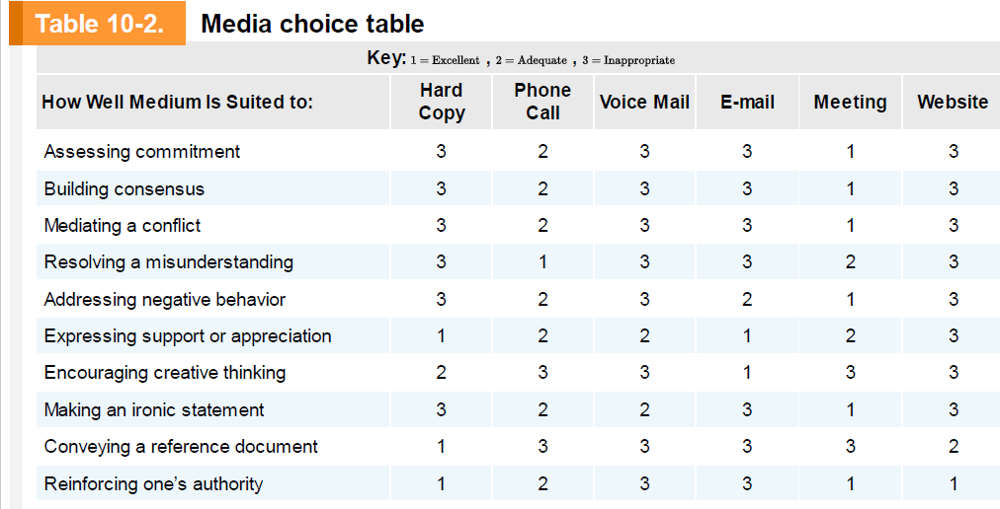 Table 10-2. Media choice table
Key: 1 = Excellent , 2 = Adequate , 3 = Inappropriate
How Well Medium Is Suited to: Hard Copy Phone Call Voice Mail E-mail Meeting Website
Assessing commitment 3 2 3 3 1 3
Building consensus 3 2 3 3 1 3
Mediating a conflict 3 2 3 3 1 3
Resolving a misunderstanding 3 1 3 3 2 3
Addressing negative behavior 3 2 3 2 1 3
Expressing support or appreciation 1 2 2 1 2 3
Encouraging creative thinking 2 3 3 1 3 3
Making an ironic statement 3 2 2 3 1 3
Conveying a reference document 1 3 3 3 3 2
Reinforcing one's authority 1 2 3 3 1 1